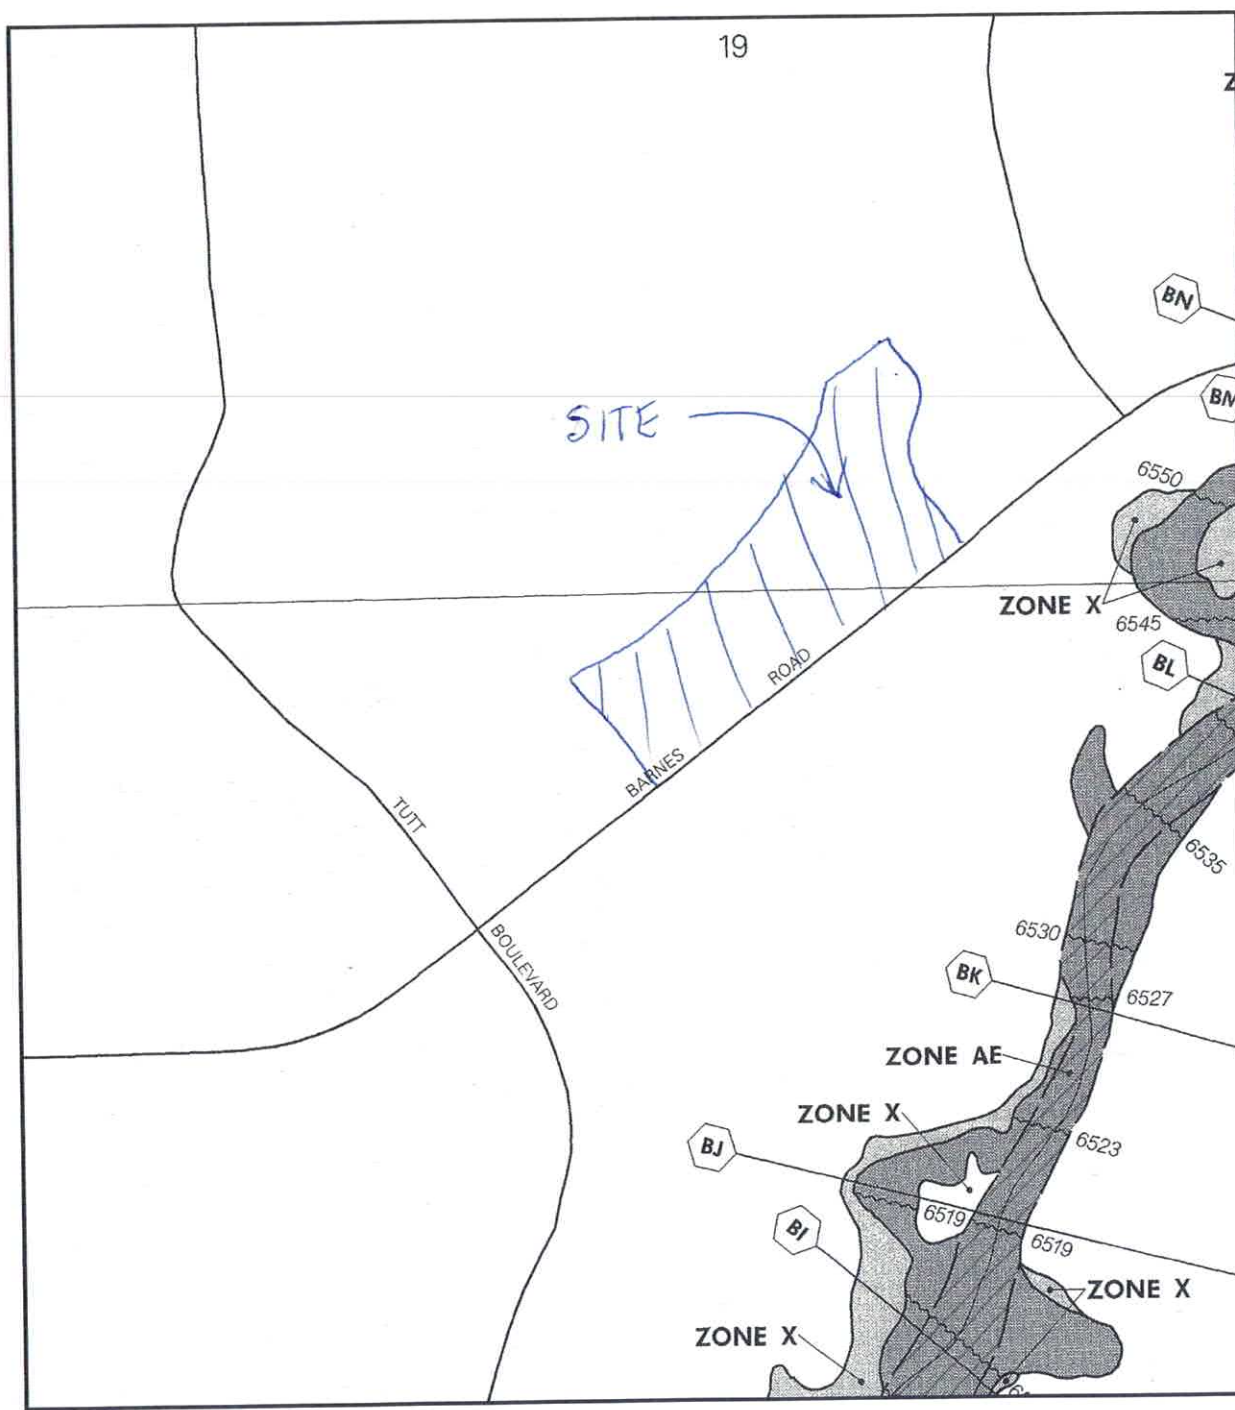 19
BN
BM
SITE
6550
ZONE X
6545
BL
ROAD
BARNES
TUTT
6535
BOULEVARD
6530
BK
6527
ZONE AE
ZONE X
BJ
6523
6519
BI
6519
ZONE X
ZONE X